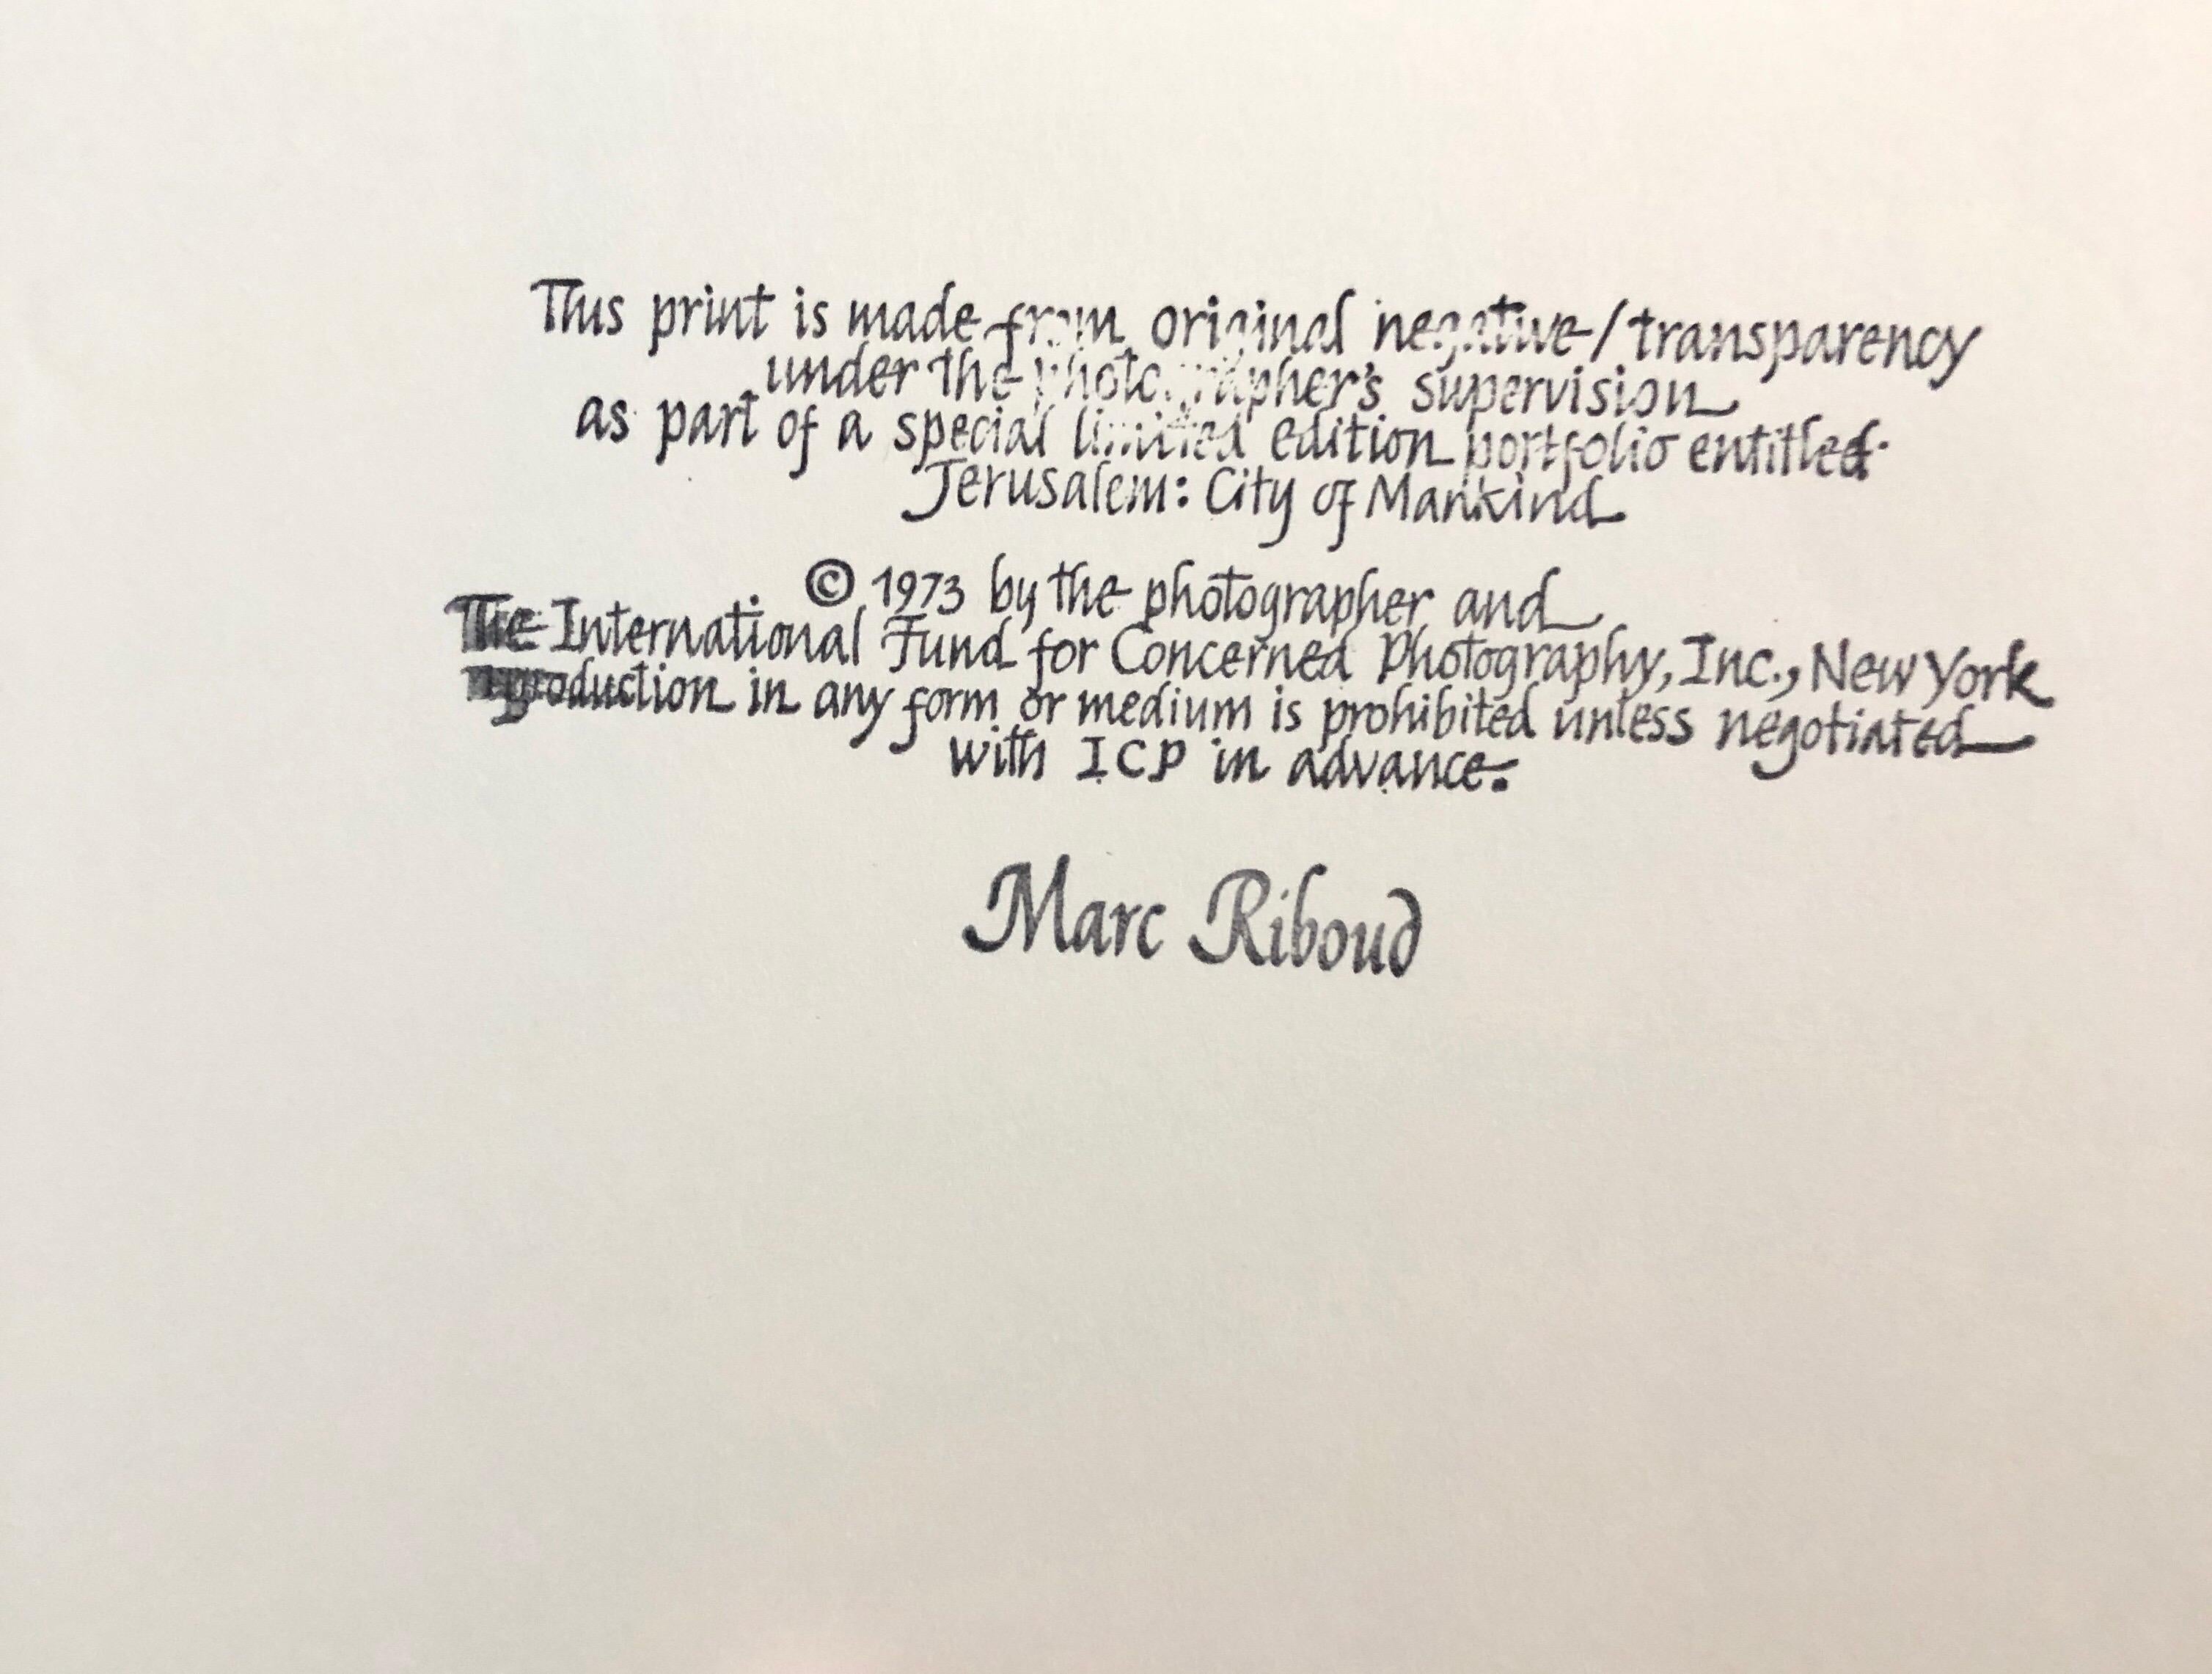 This print is made from original negative/transparency
under the photographer's supervision
as part of a special limited edition portfolio entitled
Jerusalem: City of Mankind
© 1973 by the photographer and
The International Fund for Concerned Photography, Inc., New York
reproduction in any form or medium is prohibited unless negotiated
with ICP in advance.
Marc Riboud